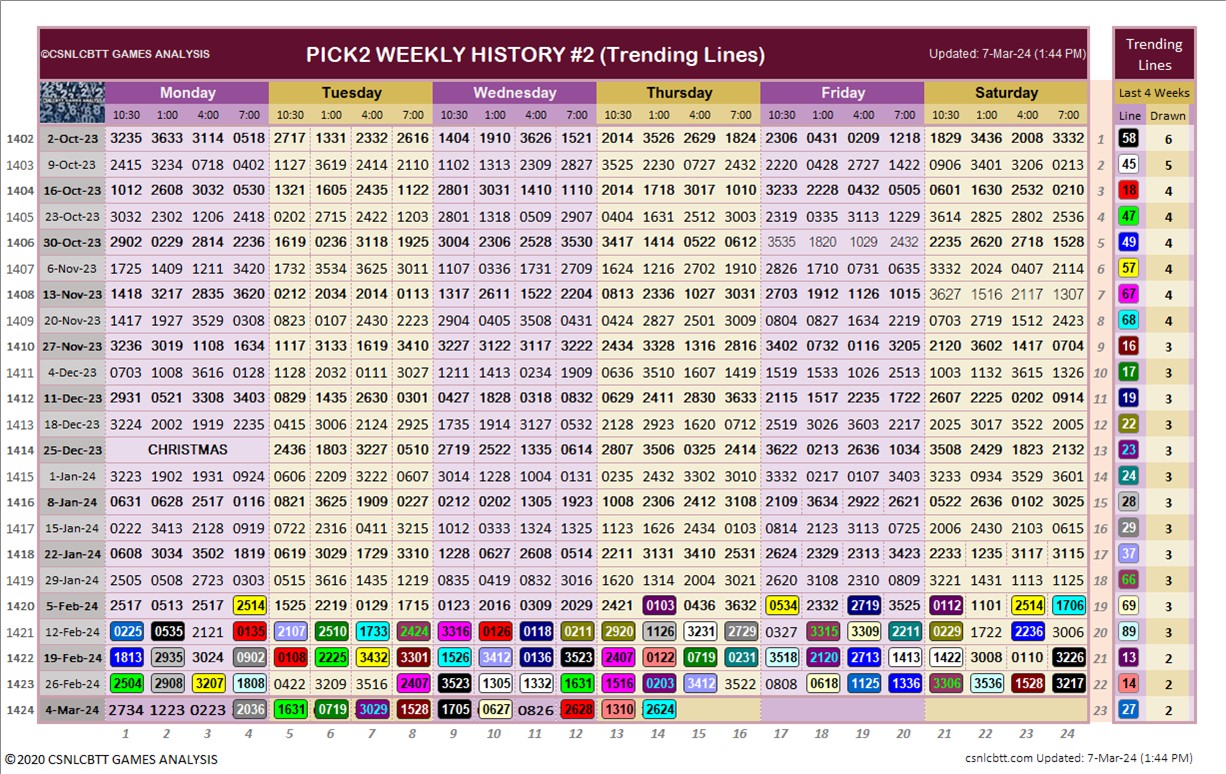 ©CSNLCBTT GAMES ANALYSIS PICK2 WEEKLY HISTORY #2 (Trending Lines) Updated: 7-Mar-24 (1:44 PM) Trending Lines
Monday Tuesday Wednesday Thursday Friday Saturday Last 4 Weeks
10:30 1:00 4:00 7:00 10:30 1:00 4:00 7:00 10:30 1:00 4:00 7:00 10:30 1:00 4:00 7:00 10:30 1:00 4:00 7:00 10:30 1:00 4:00 7:00 Line Drawn
1402 2-Oct-23 3235 3633 3114 0518 2717 1331 2332 2616 1404 1910 3626 1521 2014 3526 2629 1824 2306 0431 0209 1218 1829 3436 2008 3332 1 58 6
1403 9-Oct-23 2415 3234 0718 0402 1127 3619 2414 2110 1102 1313 2309 2827 3525 2230 0727 2432 2220 0428 2727 1422 0906 3401 3206 0213 2 45 5
1404 16-Oct-23 1012 2608 3032 0530 1321 1605 2435 1122 2801 3031 1410 1110 2014 1718 3017 1010 3233 2228 0432 0505 0601 1630 2532 0210 3 18 4
1405 23-Oct-23 3032 2302 1206 2418 0202 2715 2422 1203 2801 1318 0509 2907 0404 1631 2512 3003 2319 0335 3113 1229 3614 2825 2802 2536 4 47 4
1406 30-Oct-23 2902 0229 2814 2236 1619 0236 3118 1925 3004 2306 2528 3530 3417 1414 0522 0612 3535 1820 1029 2432 2235 2620 2718 1528 5 49 4
1407 6-Nov-23 1725 1409 1211 3420 1732 3534 3625 3011 1107 0336 1731 2709 1624 1216 2702 1910 2826 1710 0731 0635 3332 2024 0407 2114 6 57 4
1408 13-Nov-23 1418 3217 2835 3620 0212 2034 2014 0113 1317 2611 1522 2204 0813 2336 1027 3031 2703 1912 1126 1015 3627 1516 2117 1307 7 67 4
1409 20-Nov-23 1417 1927 3529 0308 0823 0107 2430 2223 2904 0405 3508 0431 0424 2827 2501 3009 0804 0827 1634 2219 0703 2719 1512 2423 8 68 4
1410 27-Nov-23 3236 3019 1108 1634 1117 3133 1619 3410 3227 3122 3117 3222 2434 3328 1316 2816 3402 0732 0116 3205 2120 3602 1417 0704 9 16 3
1411 4-Dec-23 0703 1008 3616 0128 1128 2032 0111 3027 1211 1413 0234 1909 0636 3510 1607 1419 1519 1533 1026 2513 1003 1132 3615 1326 10 17 3
1412 11-Dec-23 2931 0521 3308 3403 0829 1435 2630 0301 0427 1828 0318 0832 0629 2411 2830 3633 2115 1517 2235 1722 2607 2225 0202 0914 11 19 3
1413 18-Dec-23 3224 2002 1919 2235 0415 3006 2124 2925 1735 1914 3127 0532 2128 2923 1620 0712 2519 3026 3603 2217 2025 3017 3522 2005 12 22 3
1414 25-Dec-23 CHRISTMAS 2436 1803 3227 0510 2719 2522 1335 0614 2807 3506 0325 2414 3622 0213 2636 1034 3508 2429 1823 2132 13 23 3
1415 1-Jan-24 3223 1902 1931 0924 0606 2209 3222 0607 3014 1228 1004 0131 0235 2432 3302 3010 3332 0217 0107 3403 3233 0934 3529 3601 14 24 3
1416 8-Jan-24 0631 0628 2517 0116 0821 3625 1909 0227 0212 0202 1305 1923 1008 2306 2412 3108 2109 3634 2922 2621 0522 2636 0102 3025 15 28 3
1417 15-Jan-24 0222 3413 2128 0919 0722 2316 0411 3215 1012 0333 1324 1325 1123 1626 2434 0103 0814 2123 3113 0725 2006 2430 2103 0615 16 29 3
1418 22-Jan-24 0608 3034 3502 1819 0619 3029 1729 3310 1228 0627 2608 0514 2211 3131 3410 2531 2624 2329 2313 3423 2233 1235 3117 3115 17 37 3
1419 29-Jan-24 2505 0508 2723 0303 0515 3616 1435 1219 0835 0419 0832 3016 1620 1314 2004 3021 2620 3108 2310 0809 3221 1431 1113 1125 18 66 3
1420 5-Feb-24 2517 0513 2517 2514 1525 2219 0129 1715 0123 2016 0309 2029 2421 0103 0436 3632 0534 2332 2719 3525 0112 1101 2514 1706 19 69 3
1421 12-Feb-24 0225 0535 2121 0135 2107 2510 1733 2424 3316 0126 0118 0211 2920 1126 3231 2729 0327 3315 3309 2211 0229 1722 2236 3006 20 89 3
1422 19-Feb-24 1813 2935 3024 0902 0108 2225 3432 3301 1526 3412 0136 3523 2407 0122 0719 0231 3518 2120 2713 1413 1422 3008 0110 3226 21 13 2
1423 26-Feb-24 2504 2908 3207 1808 0422 3209 3516 2407 3523 1305 1332 1631 1516 0203 3412 3522 0808 0618 1125 1336 3306 3536 1528 3217 22 14 2
1424 4-Mar-24 2734 1223 0223 2036 1631 0719 3029 1528 1705 0627 0826 2628 1310 2624 23 27 2
1 2 3 4 5 6 7 8 9 10 11 12 13 14 15 16 17 18 19 20 21 22 23 24
©2020 CSNLCBTT GAMES ANALYSIS csnlcbtt.com Updated: 7-Mar-24 (1:44 PM)